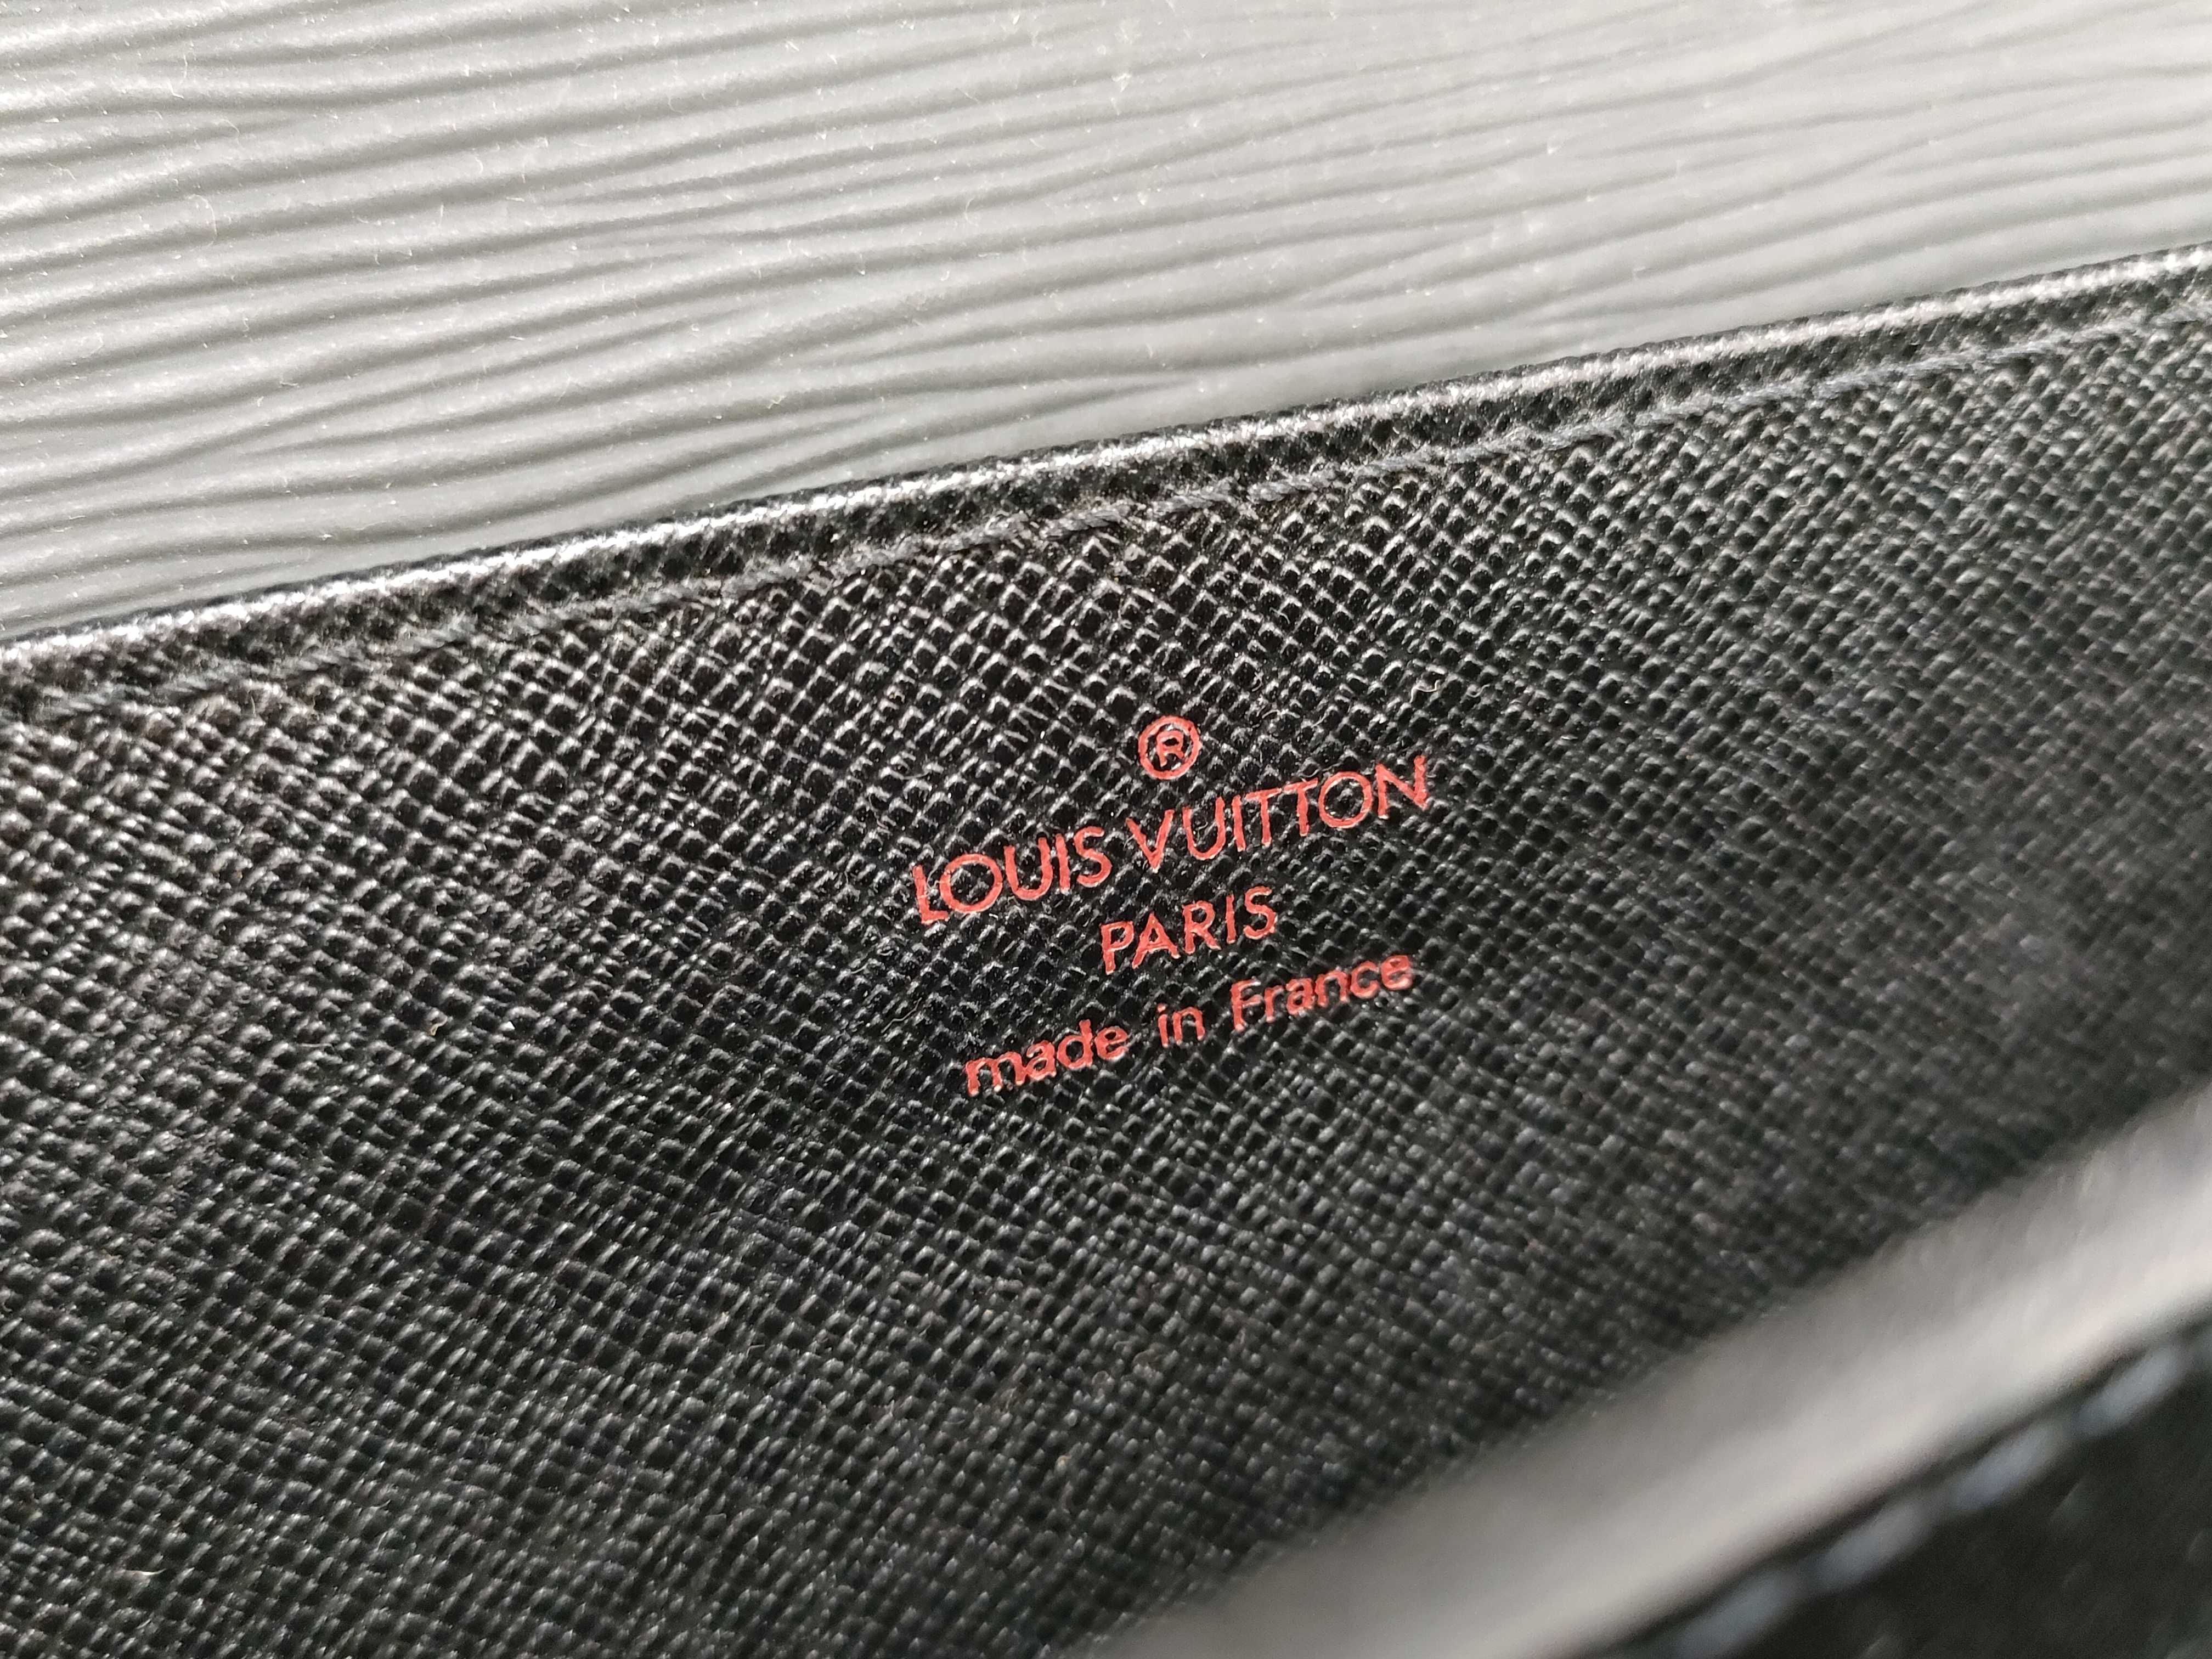 ®
LOUIS VUITTON
PARIS
made in France